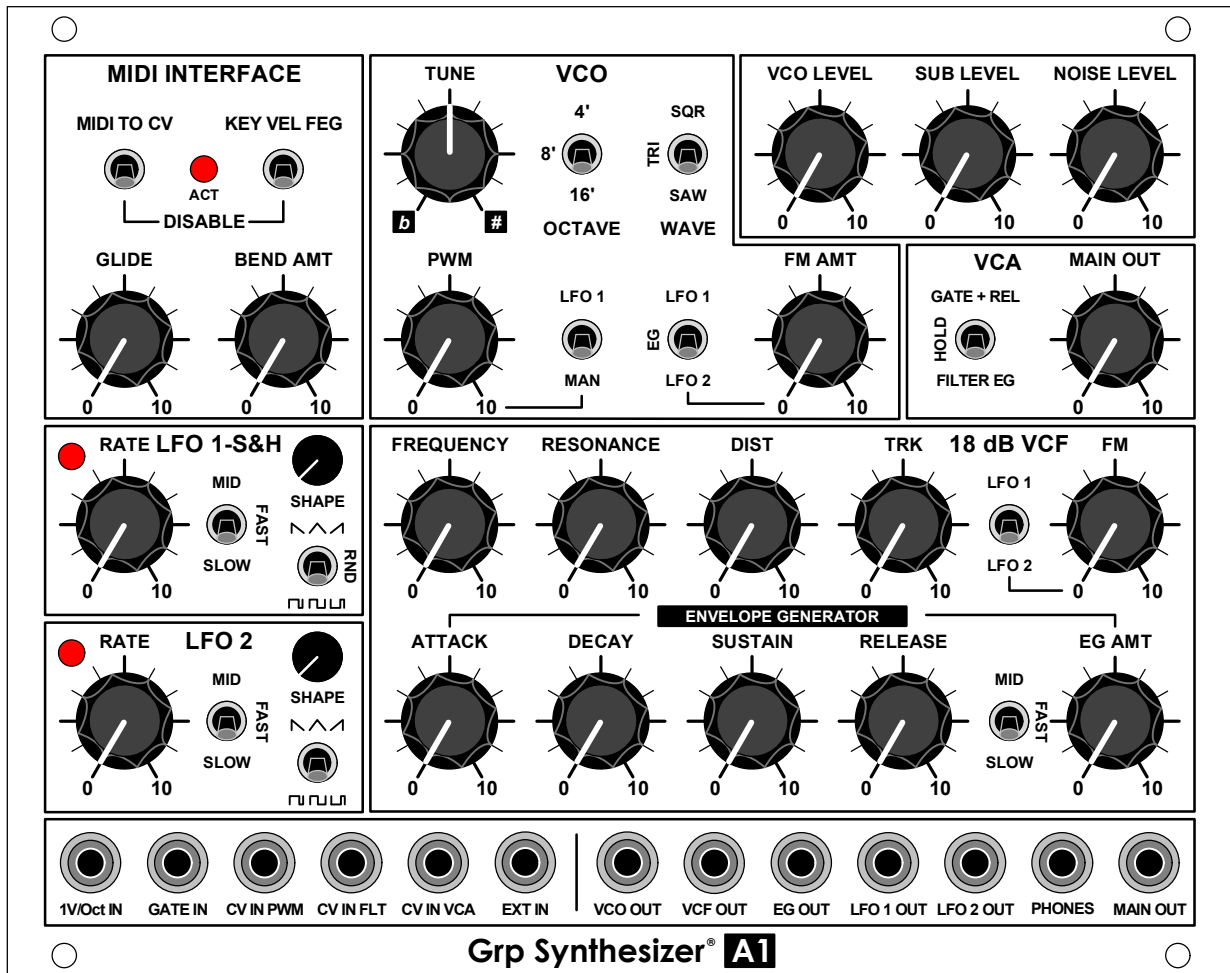 MIDI INTERFACE
MIDI TO CV
KEY VEL FEG
ACT
DISABLE
GLIDE
0 10
BEND AMT
0 10
TUNE
b #
VCO
4'
8'
16'
OCTAVE
SQR
TRI
SAW
WAVE
PWM
0 10
LFO 1
MAN
LFO 1
EG
LFO 2
FM AMT
0 10
VCO LEVEL
0 10
SUB LEVEL
0 10
NOISE LEVEL
0 10
VCA
GATE + REL
HOLD
FILTER EG
MAIN OUT
0 10
LFO 1-S&H
RATE
0 10
MID
FAST
SLOW
SHAPE
RND
LFO 2
RATE
0 10
MID
FAST
SLOW
SHAPE
18 dB VCF
FREQUENCY
0 10
RESONANCE
0 10
DIST
0 10
TRK
0 10
LFO 1
LFO 2
FM
0 10
ENVELOPE GENERATOR
ATTACK
0 10
DECAY
0 10
SUSTAIN
0 10
RELEASE
0 10
MID
FAST
SLOW
EG AMT
0 10
1V/Oct IN
GATE IN
CV IN PWM
CV IN FLT
CV IN VCA
EXT IN
VCO OUT
VCF OUT
EG OUT
LFO 1 OUT
LFO 2 OUT
PHONES
MAIN OUT
Grp Synthesizer® A1